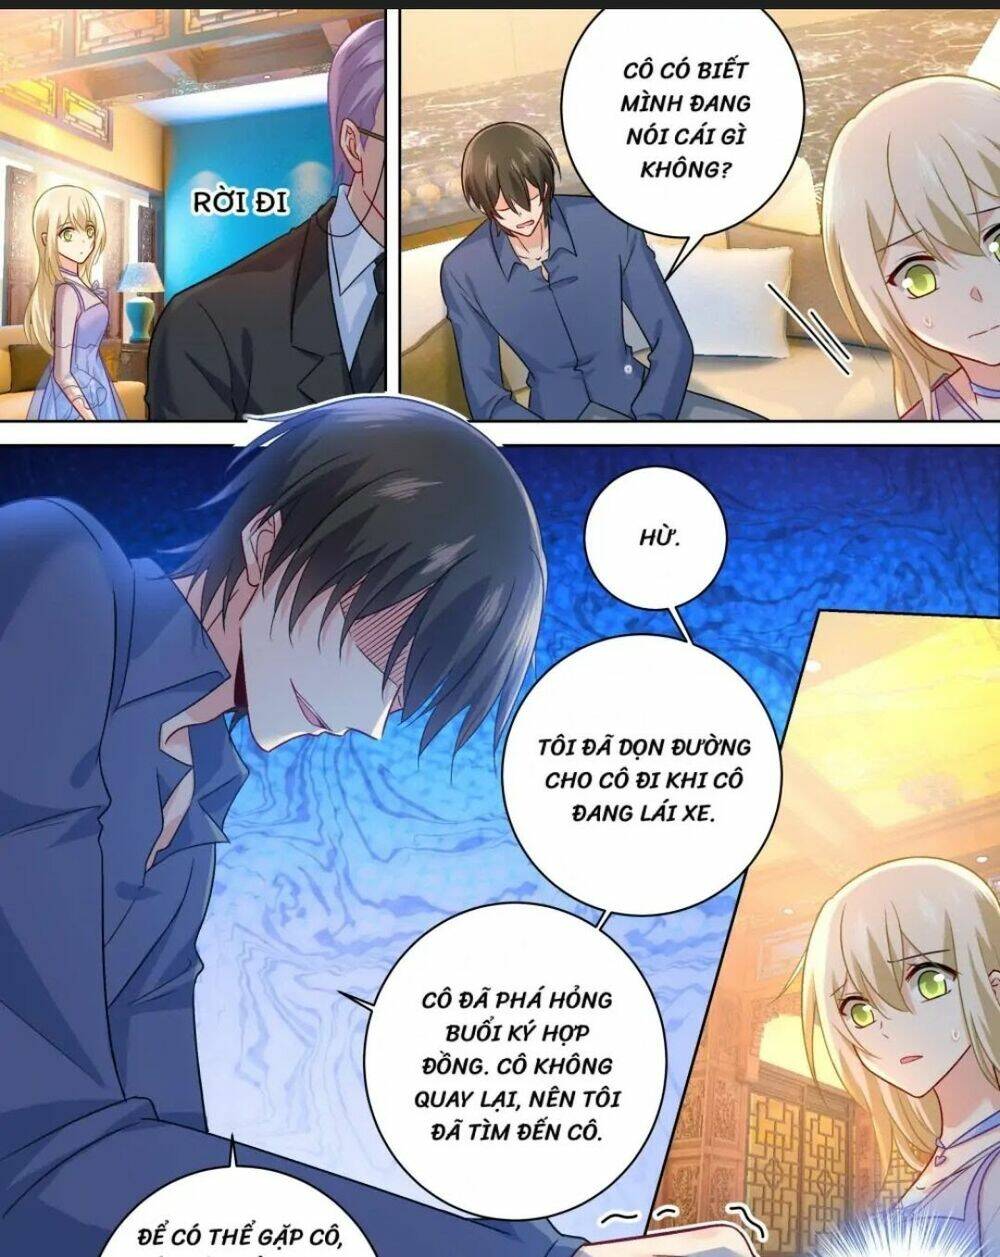 RỜI ĐI
CÔ CÓ BIẾT
MÌNH ĐANG
NÓI CÁI GÌ
KHÔNG?
HỪ.
TÔI ĐÃ DỌN ĐƯỜNG
CHO CÔ ĐI KHI CÔ
ĐANG LÁI XE.
CÔ ĐÃ PHÁ HỎNG
BUỔI KÝ HỢP
ĐỒNG. CÔ KHÔNG
QUAY LẠI, NÊN TÔI
ĐÃ TÌM ĐẾN CÔ.
ĐỂ CÓ THỂ GẶP CÔ,